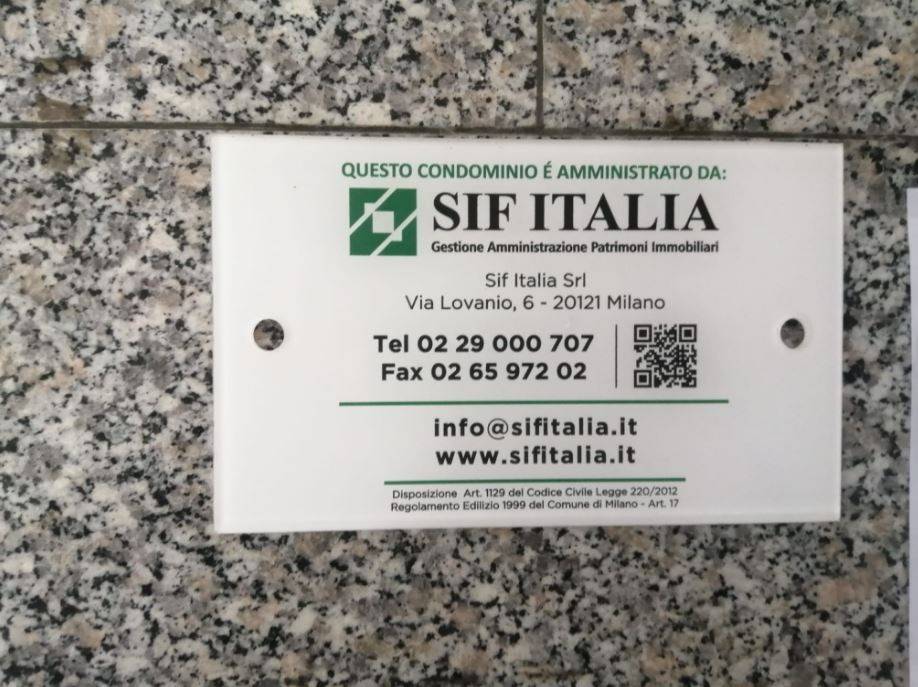 QUESTO CONDOMINIO É AMMINISTRATO DA:
SIF ITALIA
Gestione Amministrazione Patrimoni Immobiliari
Sif Italia Srl
Via Lovanio, 6 - 20121 Milano
Tel 02 29 000 707
Fax 02 65 972 02
info@sifitalia.it
www.sifitalia.it
Disposizione Art. 1129 del Codice Civile Legge 220/2012
Regolamento Edilizio 1999 del Comune di Milano - Art. 17